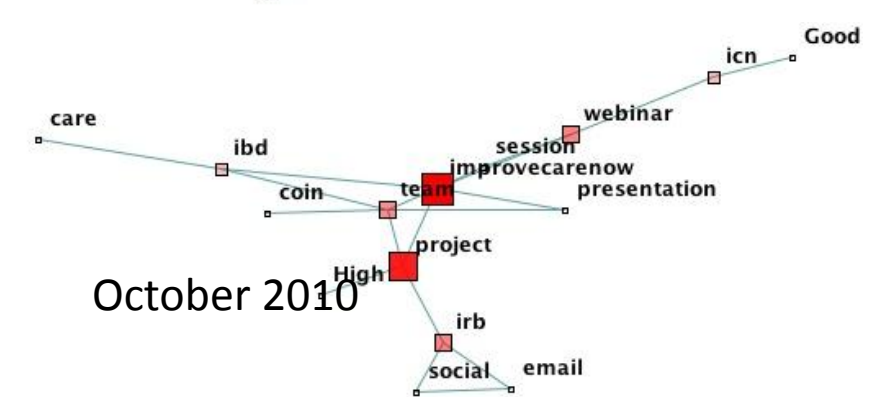 Good
icn
care
webinar
session
ibd
improvecarenow
coin
team
presentation
project
High
October 2010
irb
social
email